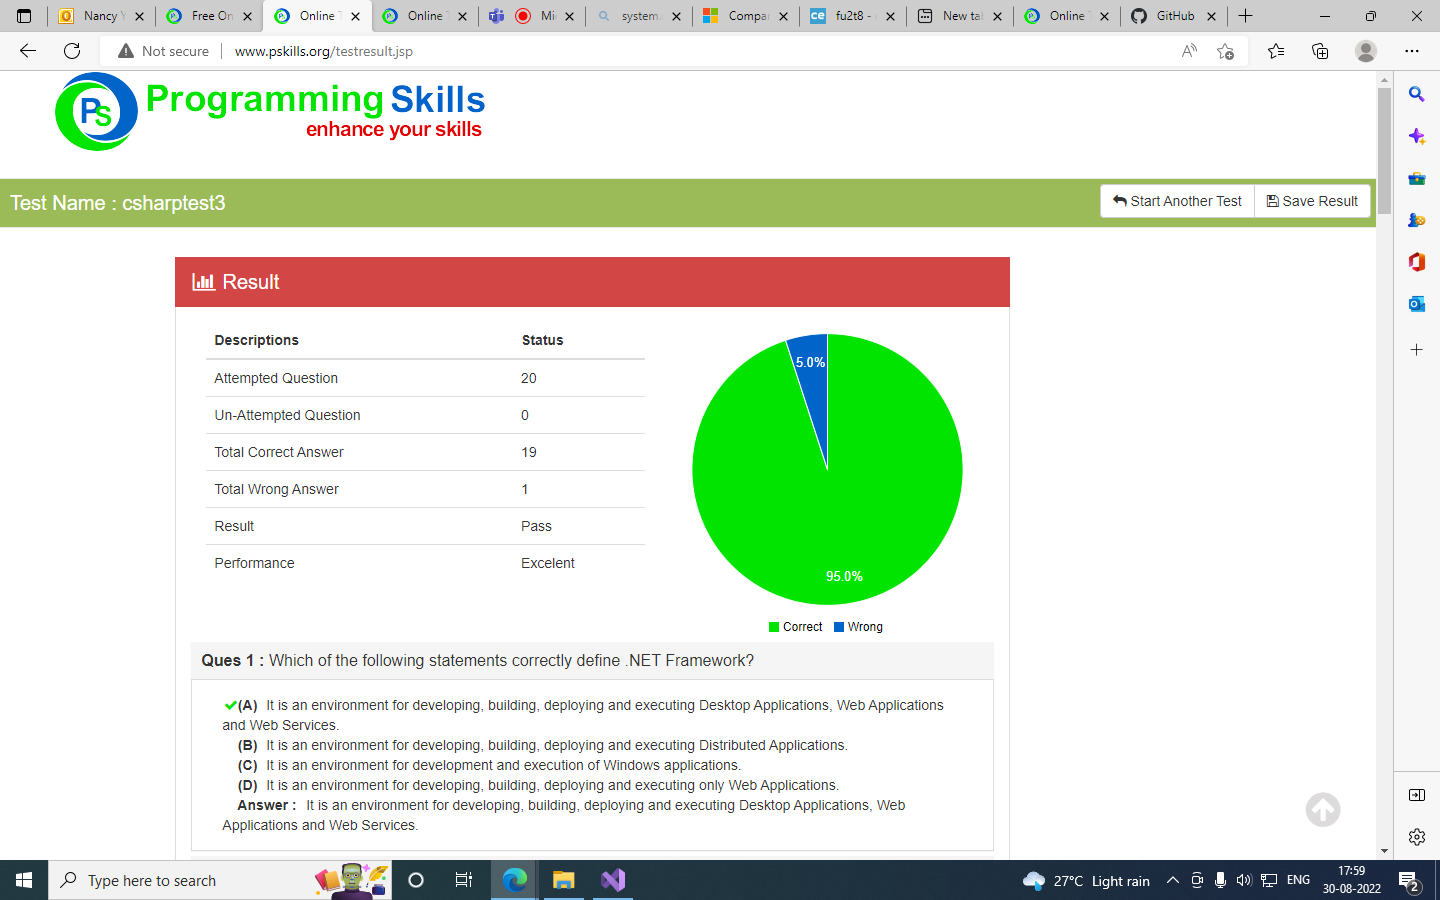 Nancy Y
Free On
Online T
Online T
Mic
system.
Compar
ce fu2t8 -
New tab
Online T
GitHub
Not secure www.pskills.org/testresult.jsp
PS Programming Skills
enhance your skills
Test Name : csharptest3
Start Another Test Save Result
Result
Descriptions Status
Attempted Question 20
Un-Attempted Question 0
Total Correct Answer 19
Total Wrong Answer 1
Result Pass
Performance Excelent
5.0%
95.0%
Correct Wrong
Ques 1 : Which of the following statements correctly define .NET Framework?
(A) It is an environment for developing, building, deploying and executing Desktop Applications, Web Applications
and Web Services.
(B) It is an environment for developing, building, deploying and executing Distributed Applications.
(C) It is an environment for development and execution of Windows applications.
(D) It is an environment for developing, building, deploying and executing only Web Applications.
Answer : It is an environment for developing, building, deploying and executing Desktop Applications, Web
Applications and Web Services.
Type here to search
27°C Light rain
ENG
17:59
30-08-2022
2